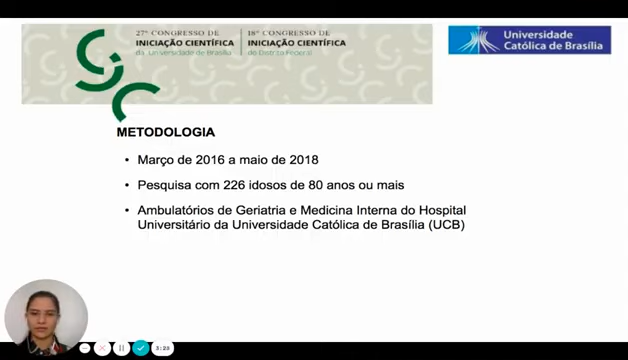 27º CONGRESSO DE
INICIAÇÃO CIENTÍFICA
da Universidade de Brasília
18º CONGRESSO DE
INICIAÇÃO CIENTÍFICA
do Distrito Federal
Universidade
Católica de Brasília
METODOLOGIA
• Março de 2016 a maio de 2018
• Pesquisa com 226 idosos de 80 anos ou mais
• Ambulatórios de Geriatria e Medicina Interna do Hospital
Universitário da Universidade Católica de Brasília (UCB)
3:23